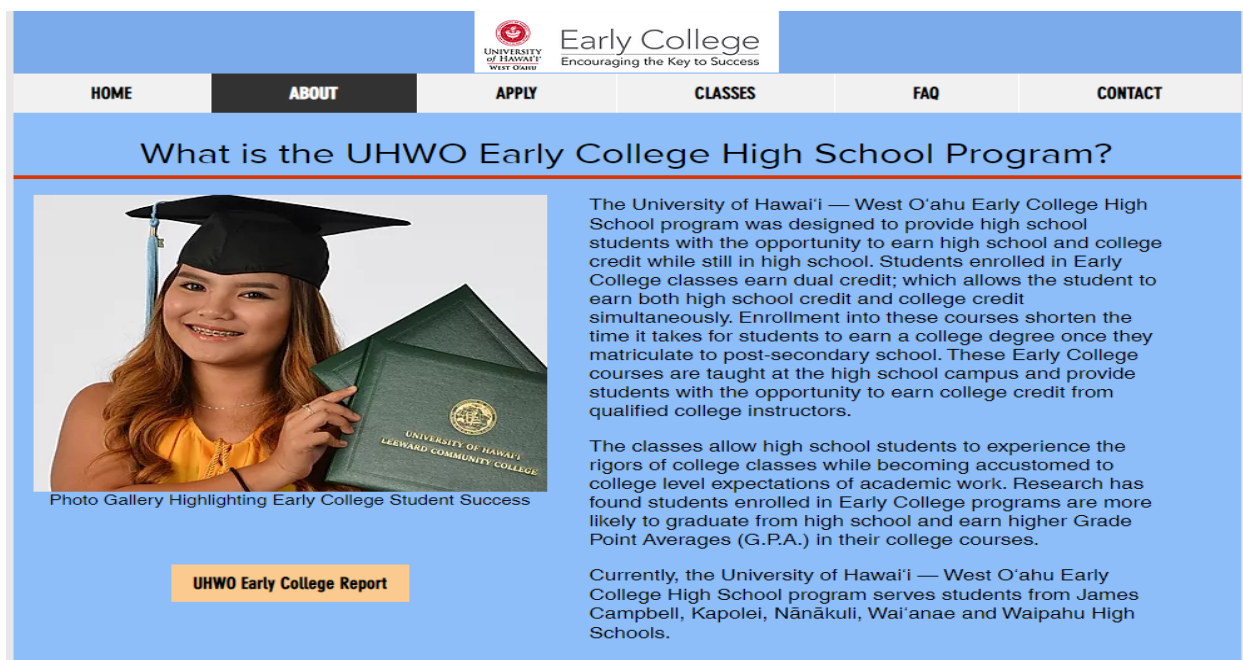 UNIVERSITY
OF HAWAI'I
WEST O'AHU
Early College
Encouraging the Key to Success
HOME ABOUT APPLY CLASSES FAQ CONTACT
What is the UHWO Early College High School Program?
UNIVERSITY OF HAWAI'I
LEEWARD COMMUNITY COLLEGE
Photo Gallery Highlighting Early College Student Success
UHWO Early College Report
The University of Hawaiʻi — West Oʻahu Early College High
School program was designed to provide high school
students with the opportunity to earn high school and college
credit while still in high school. Students enrolled in Early
College classes earn dual credit; which allows the student to
earn both high school credit and college credit
simultaneously. Enrollment into these courses shorten the
time it takes for students to earn a college degree once they
matriculate to post-secondary school. These Early College
courses are taught at the high school campus and provide
students with the opportunity to earn college credit from
qualified college instructors.
The classes allow high school students to experience the
rigors of college classes while becoming accustomed to
college level expectations of academic work. Research has
found students enrolled in Early College programs are more
likely to graduate from high school and earn higher Grade
Point Averages (G.P.A.) in their college courses.
Currently, the University of Hawaiʻi — West Oʻahu Early
College High School program serves students from James
Campbell, Kapolei, Nānākuli, Waiʻanae and Waipahu High
Schools.